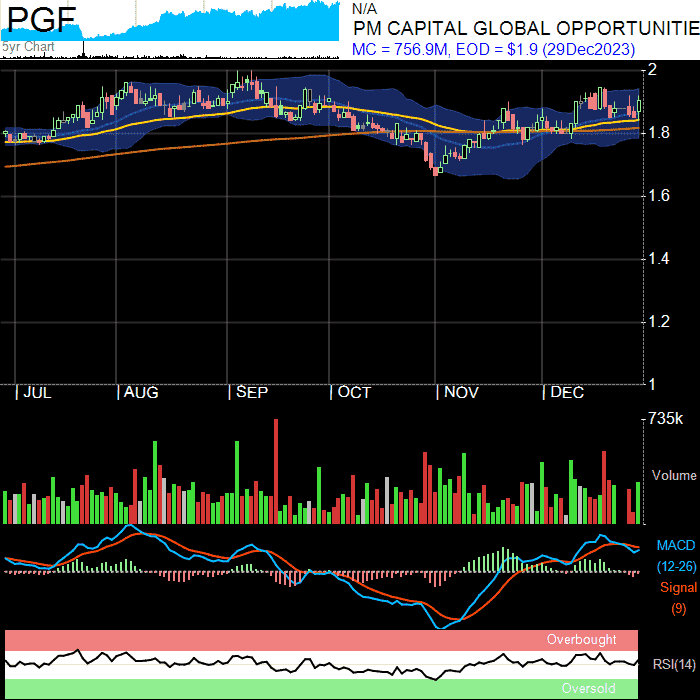 PGF
5yr Chart
N/A
PM CAPITAL GLOBAL OPPORTUNITIE
MC = 756.9M, EOD = $1.9 (29Dec2023)
2
1.8
1.6
1.4
1.2
1
JUL AUG SEP OCT NOV DEC
735k
Volume
MACD
(12-26)
Signal
(9)
Overbought
RSI(14)
Oversold